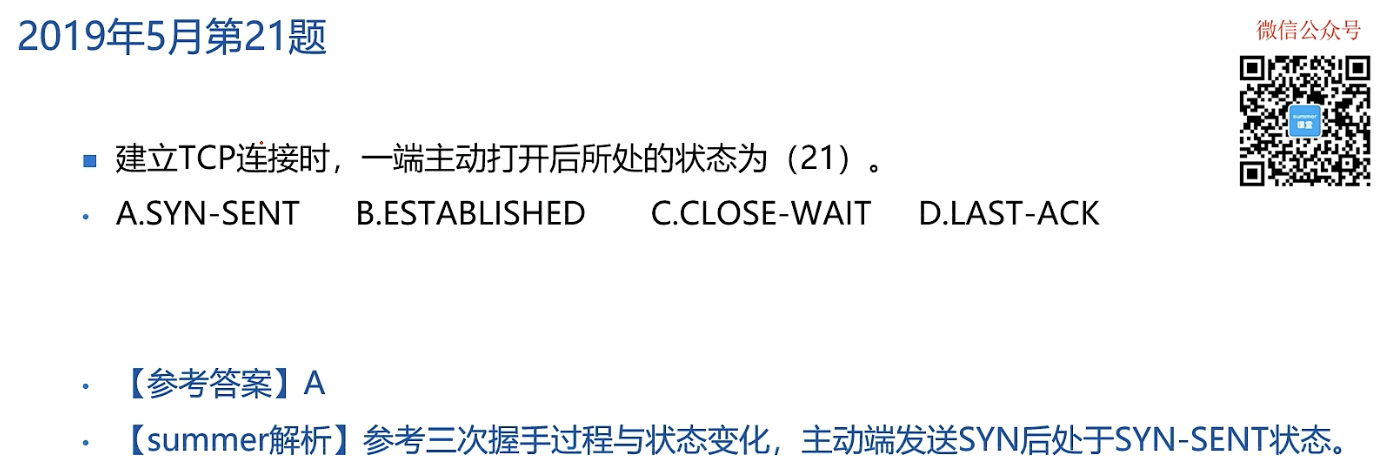 2019年5月第21题
微信公众号
summer
课堂
建立TCP连接时，一端主动打开后所处的状态为（21）。
A.SYN-SENT B.ESTABLISHED C.CLOSE-WAIT D.LAST-ACK
【参考答案】A
【summer解析】参考三次握手过程与状态变化，主动端发送SYN后处于SYN-SENT状态。